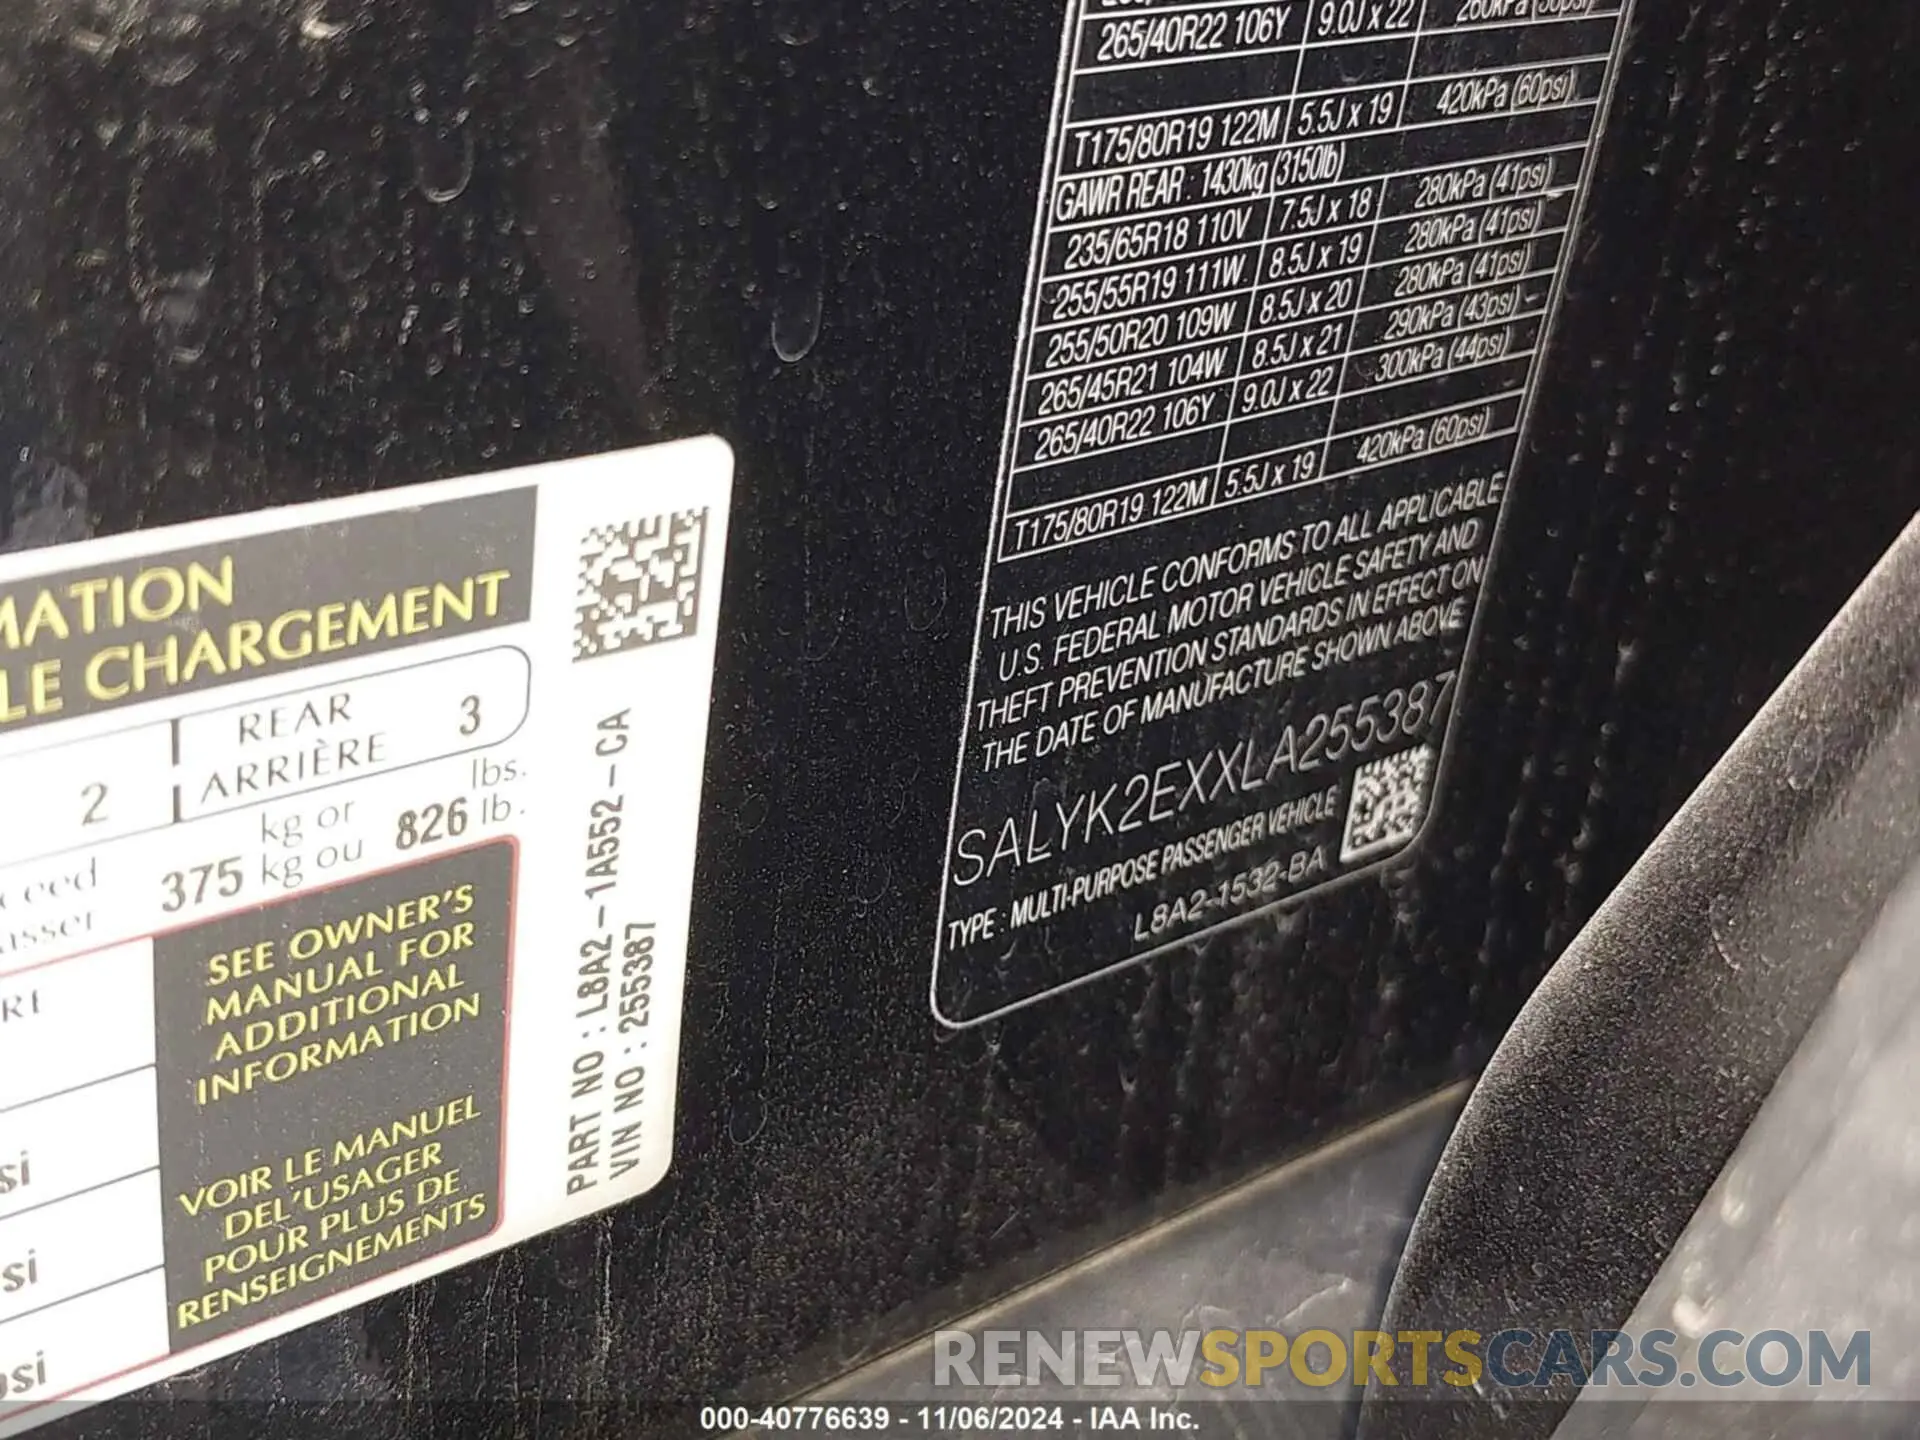 MATION
LE CHARGEMENT
2 REAR
ARRIÈRE 3
kg or lbs.
375 kg ou 826 lb.
SEE OWNER'S
MANUAL FOR
ADDITIONAL
INFORMATION
VOIR LE MANUEL
DEL'USAGER
POUR PLUS DE
RENSEIGNEMENTS
si
si
si
PART NO : L8A2-1A552-CA
VIN NO : 255387
265/40R22 106Y 9.0J x 22
T175/80R19 122M 5.5J x 19 420kPa (60psi)
GAWR REAR : 1430kg (3150lb)
235/65R18 110V 7.5J x 18 280kPa (41psi)
255/55R19 111W 8.5J x 19 280kPa (41psi)
255/50R20 109W 8.5J x 20 280kPa (41psi)
265/45R21 104W 8.5J x 21 290kPa (43psi)
265/40R22 106Y 9.0J x 22 300kPa (44psi)
T175/80R19 122M 5.5J x 19 420kPa (60psi)
THIS VEHICLE CONFORMS TO ALL APPLICABLE
U.S. FEDERAL MOTOR VEHICLE SAFETY AND
THEFT PREVENTION STANDARDS IN EFFECT ON
THE DATE OF MANUFACTURE SHOWN ABOVE
SALYK2EXXLA255387
TYPE : MULTI-PURPOSE PASSENGER VEHICLE
L8A2-1532-BA
RENEWSPORTSCARS.COM
000-40776639 - 11/06/2024 - IAA Inc.